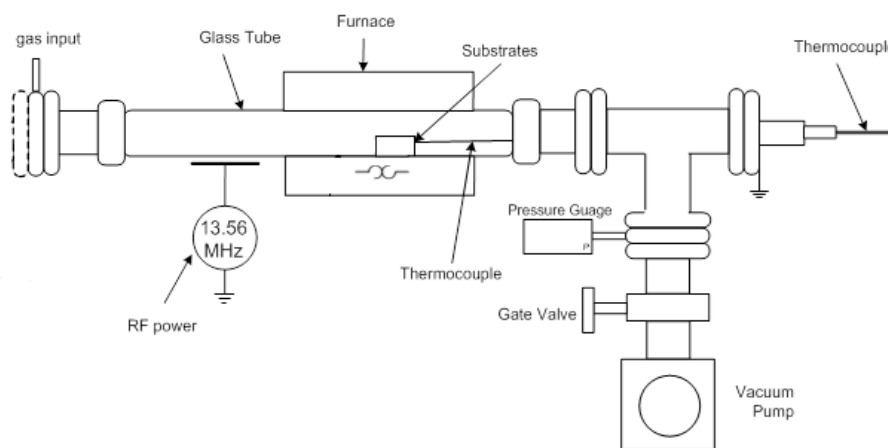 gas input
Glass Tube
Furnace
Substrates
Thermocouple
13.56
MHz
RF power
Thermocouple
Pressure Guage
P
Gate Valve
Vacuum
Pump